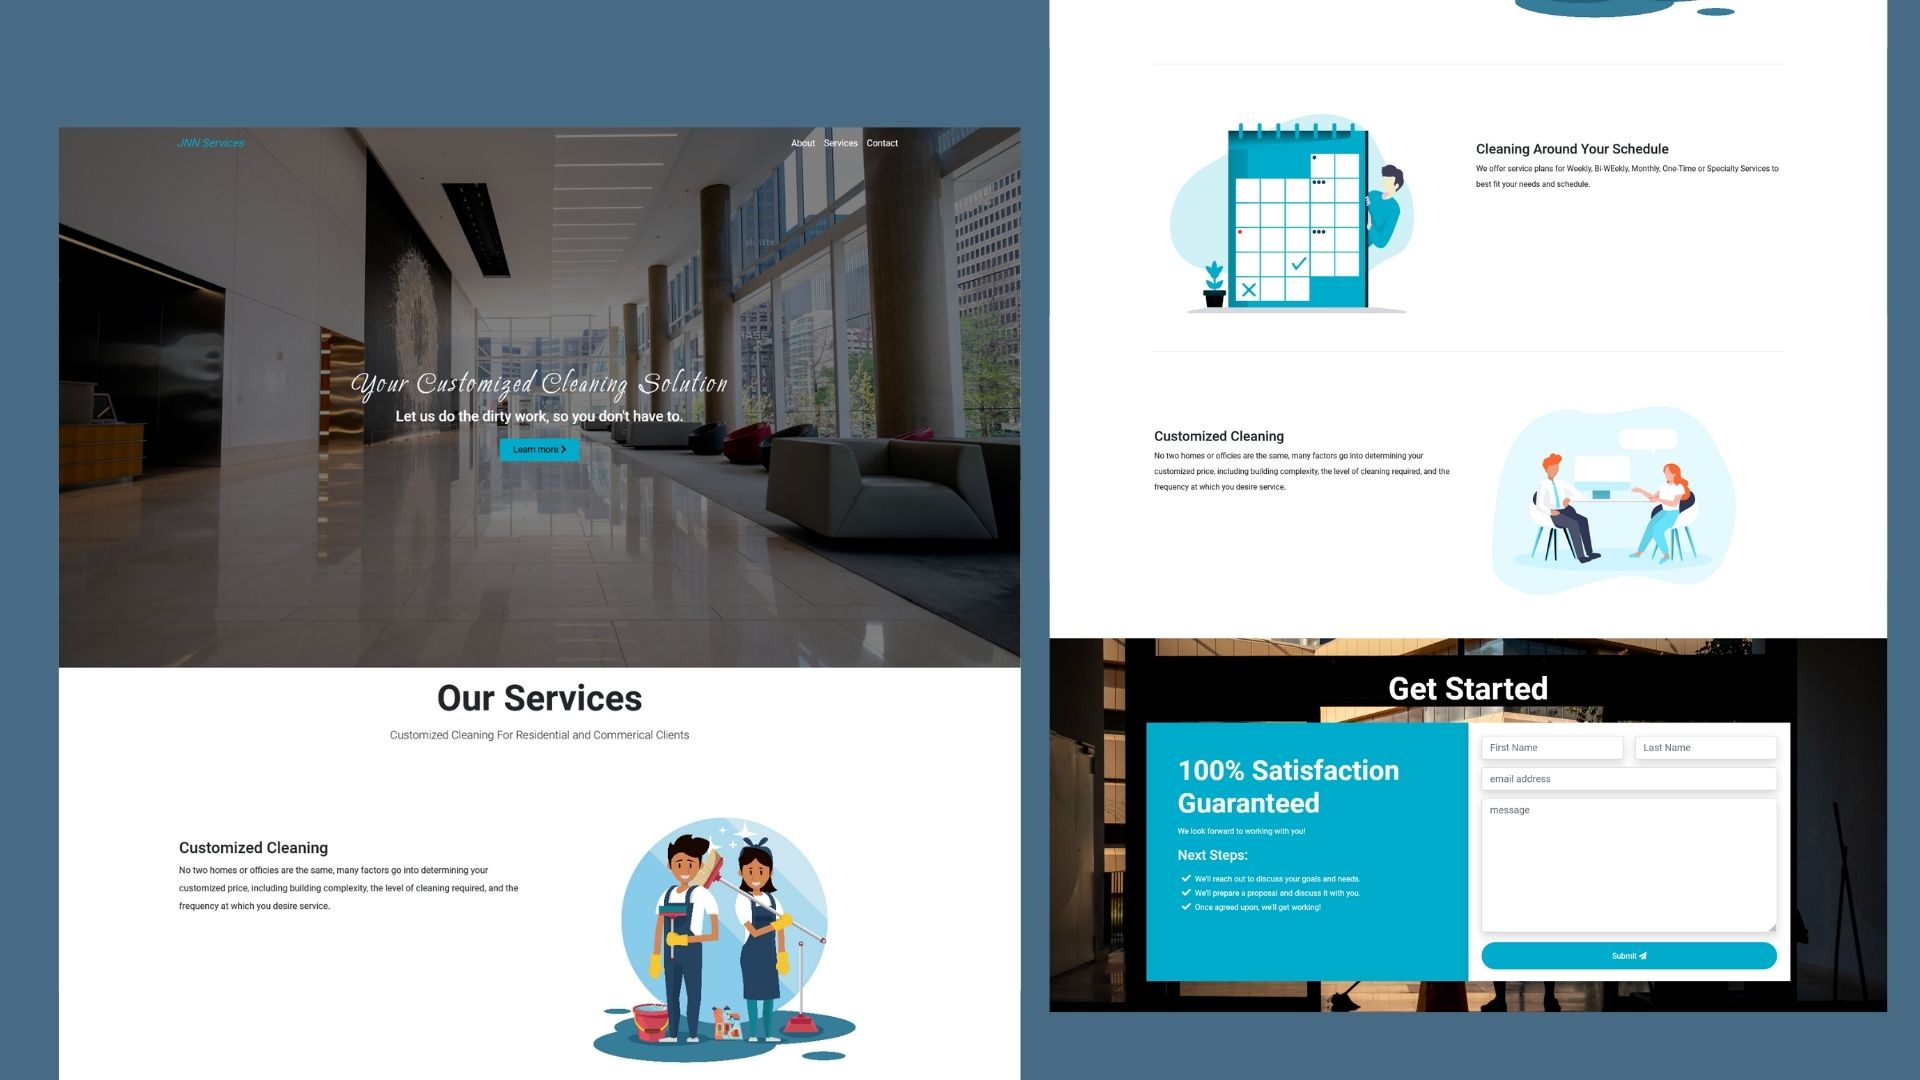 JNN Services
About Services Contact
Your Customized Cleaning Solution
Let us do the dirty work, so you don't have to.
Learn more
Our Services
Customized Cleaning For Residential and Commerical Clients
Customized Cleaning
No two homes or officies are the same, many factors go into determining your
customized price, including building complexity, the level of cleaning required, and the
frequency at which you desire service.
Cleaning Around Your Schedule
We offer service plans for Weekly, Bi-WEekly, Monthly, One-Time or Specialty Services to
best fit your needs and schedule.
Customized Cleaning
No two homes or officies are the same, many factors go into determining your
customized price, including building complexity, the level of cleaning required, and the
frequency at which you desire service.
Get Started
100% Satisfaction
Guaranteed
We look forward to working with you!
Next Steps:
We'll reach out to discuss your goals and needs.
We'll prepare a proposal and discuss it with you.
Once agreed upon, we'll get working!
First Name
Last Name
email address
message
Submit